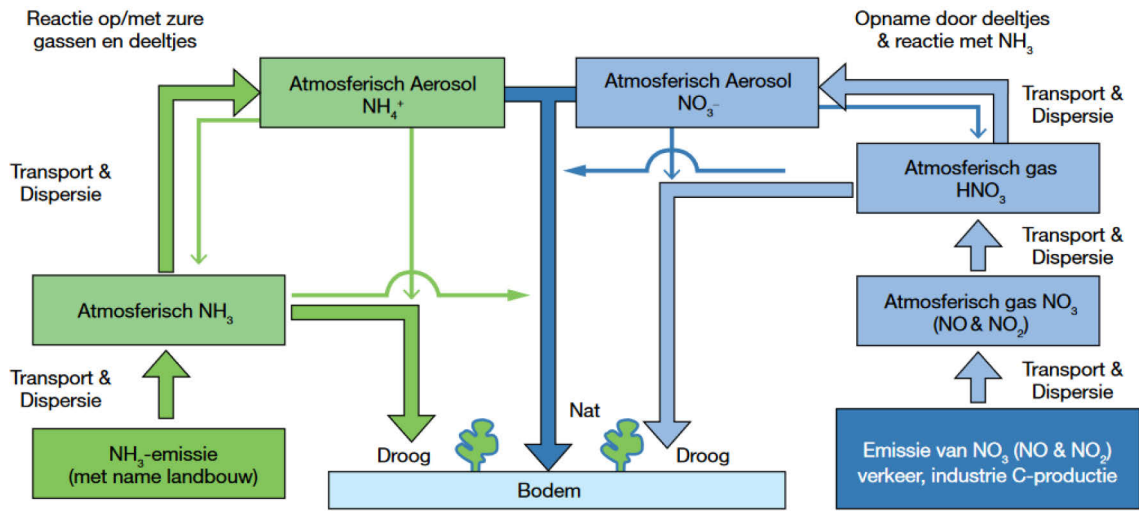 Reactie op/met zure
gassen en deeltjes
Opname door deeltjes
& reactie met NH₃
Atmosferisch Aerosol
NH₄⁺
Atmosferisch Aerosol
NO₃⁻
Transport &
Dispersie
Transport &
Dispersie
Atmosferisch gas
HNO₃
Transport &
Dispersie
Atmosferisch NH₃
Atmosferisch gas NO₃
(NO & NO₂)
Transport &
Dispersie
Transport &
Dispersie
NH₃-emissie
(met name landbouw)
Droog
Nat
Droog
Emissie van NO₃ (NO & NO₂)
verkeer, industrie C-productie
Bodem